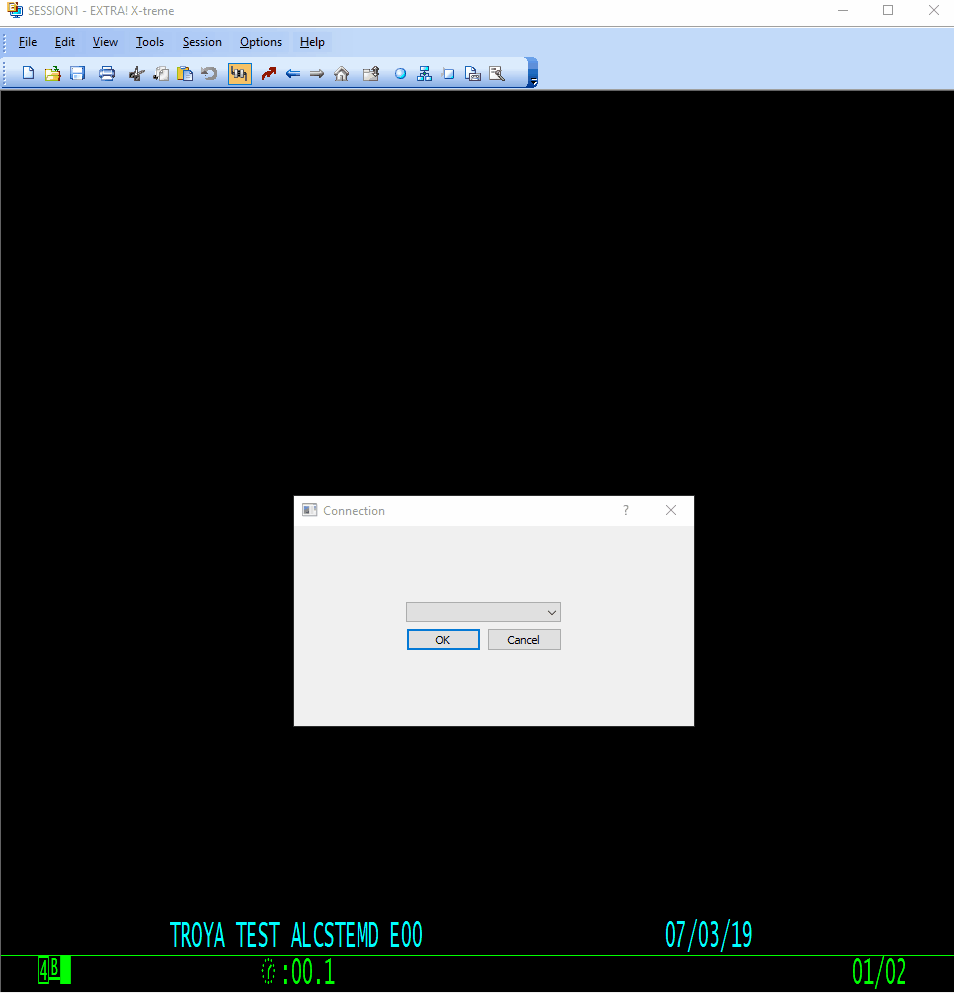 SESSION1 - EXTRA! X-treme
File Edit View Tools Session Options Help
Connection ?
OK Cancel
TROYA TEST ALCSTEMD E00 07/03/19
4B :00.1 01/02